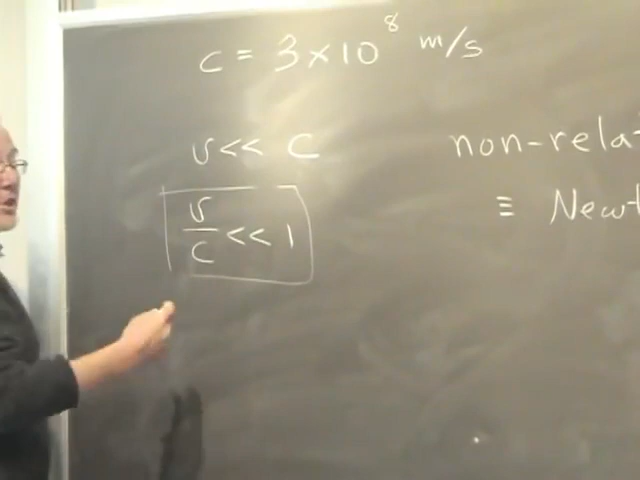 c = 3×10⁸ m/s
v << c
non-rela
v/c << 1
≡ Newt